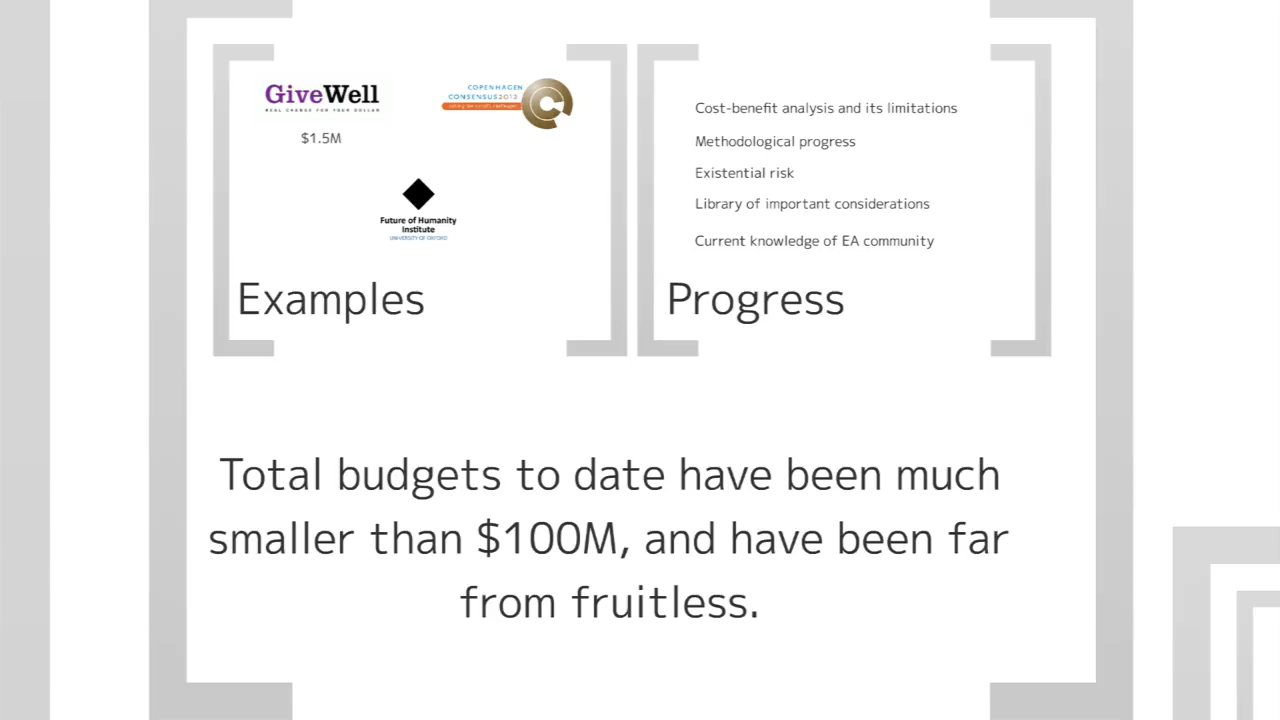 GiveWell
REAL CHANGE FOR YOUR DOLLAR
$1.5M
COPENHAGEN
CONSENSUS2012
Future of Humanity
Institute
UNIVERSITY OF OXFORD
Examples
Cost-benefit analysis and its limitations
Methodological progress
Existential risk
Library of important considerations
Current knowledge of EA community
Progress
Total budgets to date have been much
smaller than $100M, and have been far
from fruitless.